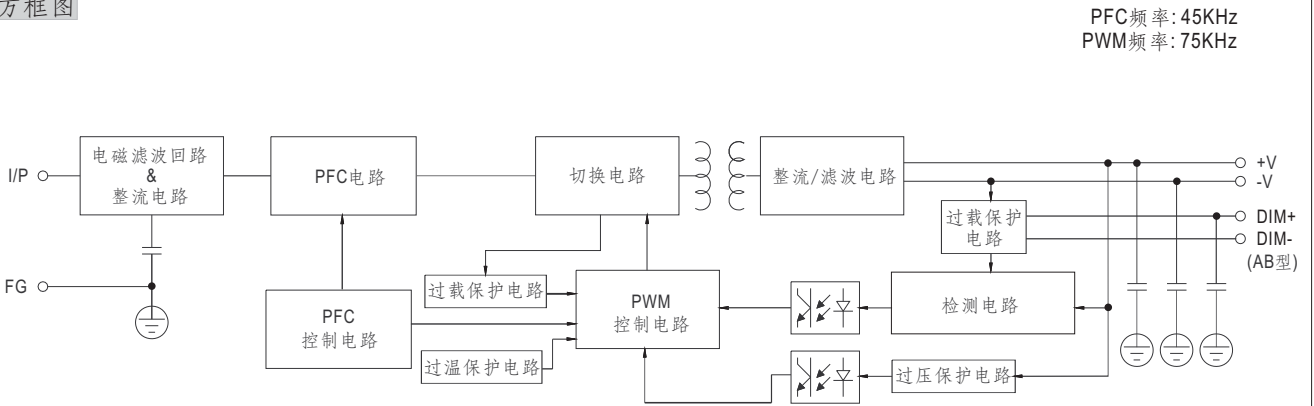 方框图
PFC频率:45KHz
PWM频率:75KHz
I/P
电磁滤波回路
&
整流电路
PFC电路
切换电路
整流/滤波电路
+V
-V
过载保护
电路
DIM+
DIM-
(AB型)
FG
过载保护电路
PFC
控制电路
PWM
控制电路
检测电路
过温保护电路
过压保护电路